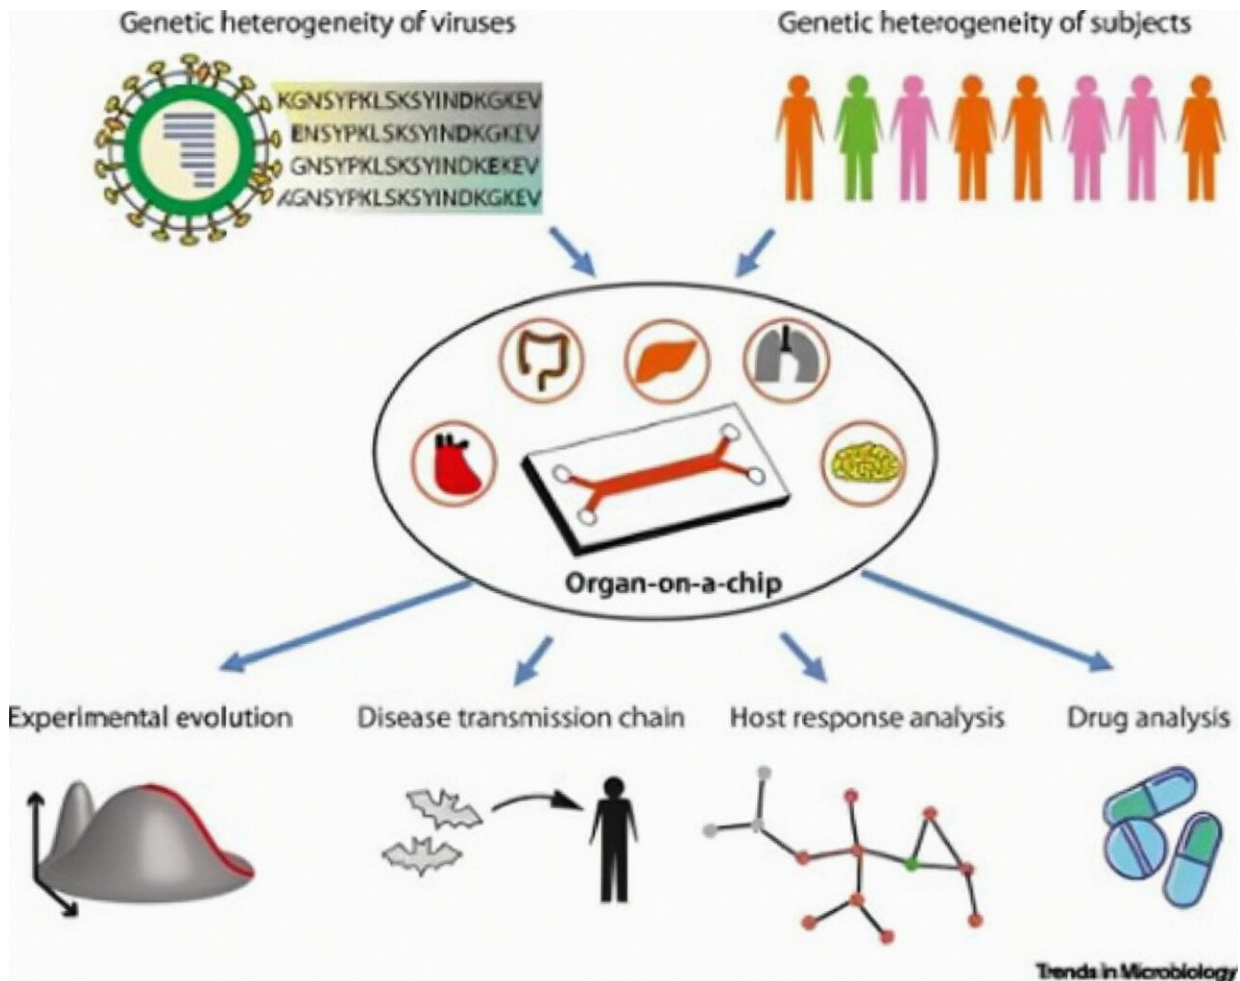 Genetic heterogeneity of viruses
Genetic heterogeneity of subjects
KGNSYPKLSKSYINDKGKEV
ENSYPKLSKSYINDKGKEV
GNSYPKLSKSYINDKEKEV
KGNSYPKLSKSYINDKGKEV
Organ-on-a-chip
Experimental evolution
Disease transmission chain
Host response analysis
Drug analysis
Trends in Microbiology